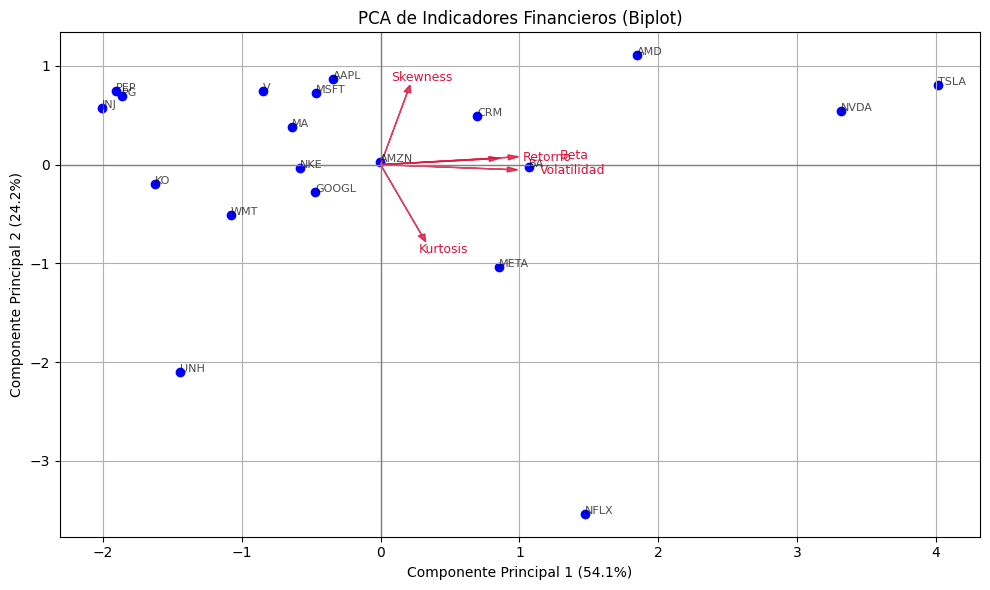 PCA de Indicadores Financieros (Biplot)
Componente Principal 2 (24.2%)
1
0
−1
−2
−3
AMD
TSLA
NVDA
AAPL
Skewness
V
MSFT
PEP
PG
JNJ
CRM
MA
AMZN
NKE
Retorno
Beta
BA
Volatilidad
KO
GOOGL
WMT
Kurtosis
META
UNH
NFLX
−2
−1
0
1
2
3
4
Componente Principal 1 (54.1%)